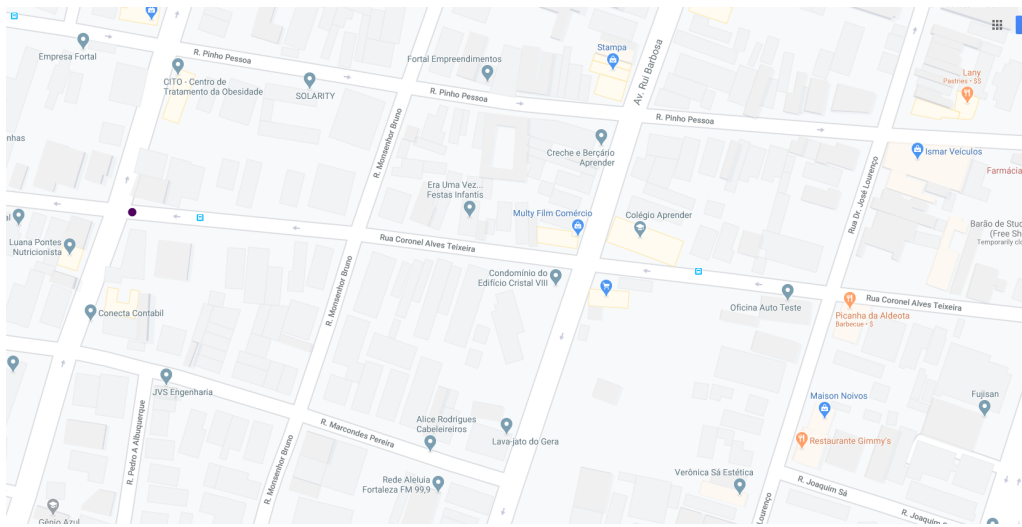 Empresa Fortal
R. Pinho Pessoa
CITO - Centro de
Tratamento da Obesidade
SOLARITY
Fortal Empreendimentos
R. Pinho Pessoa
Stampa
Av. Rui Barbosa
Lany
Pastries • $$
R. Pinho Pessoa
nhas
R. Monsenhor Bruno
Creche e Berçário
Aprender
Ismar Veículos
Farmácia
Era Uma Vez...
Festas Infantis
Rua Dr. José Lourenço
al
Luana Pontes
Nutricionista
Multy Film Comércio
Colégio Aprender
Barão de Stud
(Free Sh
Temporarily clo
Rua Coronel Alves Teixeira
Condomínio do
Edifício Cristal VIII
R. Monsenhor Bruno
Conecta Contabil
Oficina Auto Teste
Rua Coronel Alves Teixeira
Picanha da Aldeota
Barbecue • $
JVS Engenharia
Maison Noivos
Fujisan
R. Pedro A Albuquerque
Alice Rodrigues
Cabeleireiros
R. Marcondes Pereira
Lava-jato do Gera
Restaurante Gimmy's
R. Monsenhor Bruno
Rede Aleluia
Fortaleza FM 99,9
Verônica Sá Estética
Lourenço
R. Joaquim Sá
R. Joaquim S
Gênio Azul